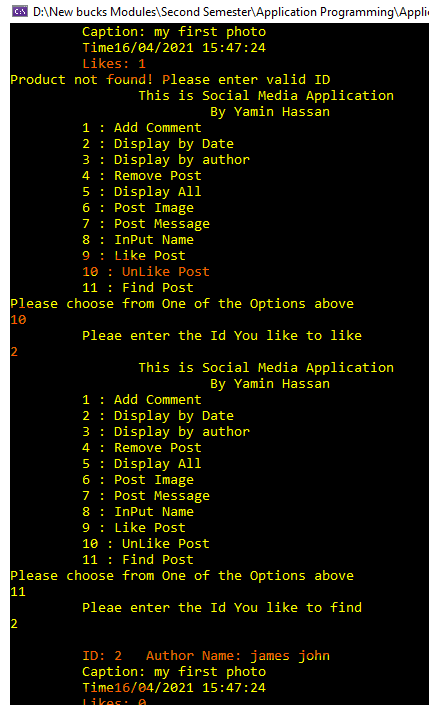 D:\New bucks Modules\Second Semester\Application Programming\Applic
Caption: my first photo
Time16/04/2021 15:47:24
Likes: 1
Product not found! Please enter valid ID
This is Social Media Application
By Yamin Hassan
1 : Add Comment
2 : Display by Date
3 : Display by author
4 : Remove Post
5 : Display All
6 : Post Image
7 : Post Message
8 : InPut Name
9 : Like Post
10 : UnLike Post
11 : Find Post
Please choose from One of the Options above
10
Pleae enter the Id You like to like
2
This is Social Media Application
By Yamin Hassan
1 : Add Comment
2 : Display by Date
3 : Display by author
4 : Remove Post
5 : Display All
6 : Post Image
7 : Post Message
8 : InPut Name
9 : Like Post
10 : UnLike Post
11 : Find Post
Please choose from One of the Options above
11
Pleae enter the Id You like to find
2
ID: 2 Author Name: james john
Caption: my first photo
Time16/04/2021 15:47:24
Likes: 0